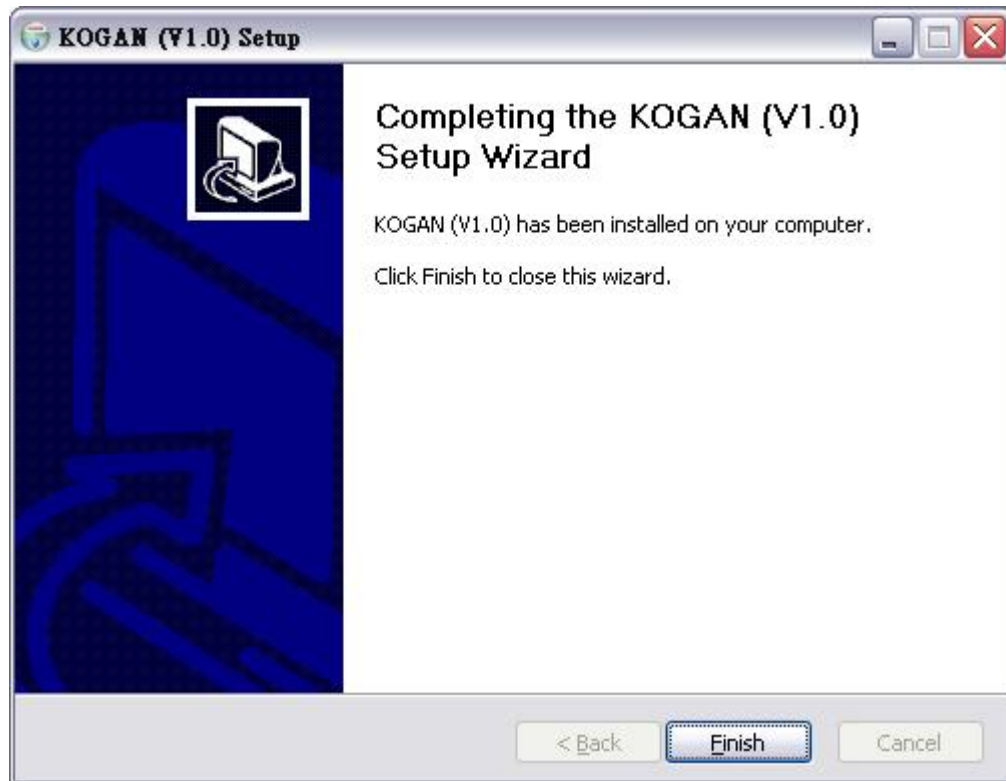 KOGAN (V1.0) Setup
Completing the KOGAN (V1.0)
Setup Wizard
KOGAN (V1.0) has been installed on your computer.
Click Finish to close this wizard.
< Back
Finish
Cancel